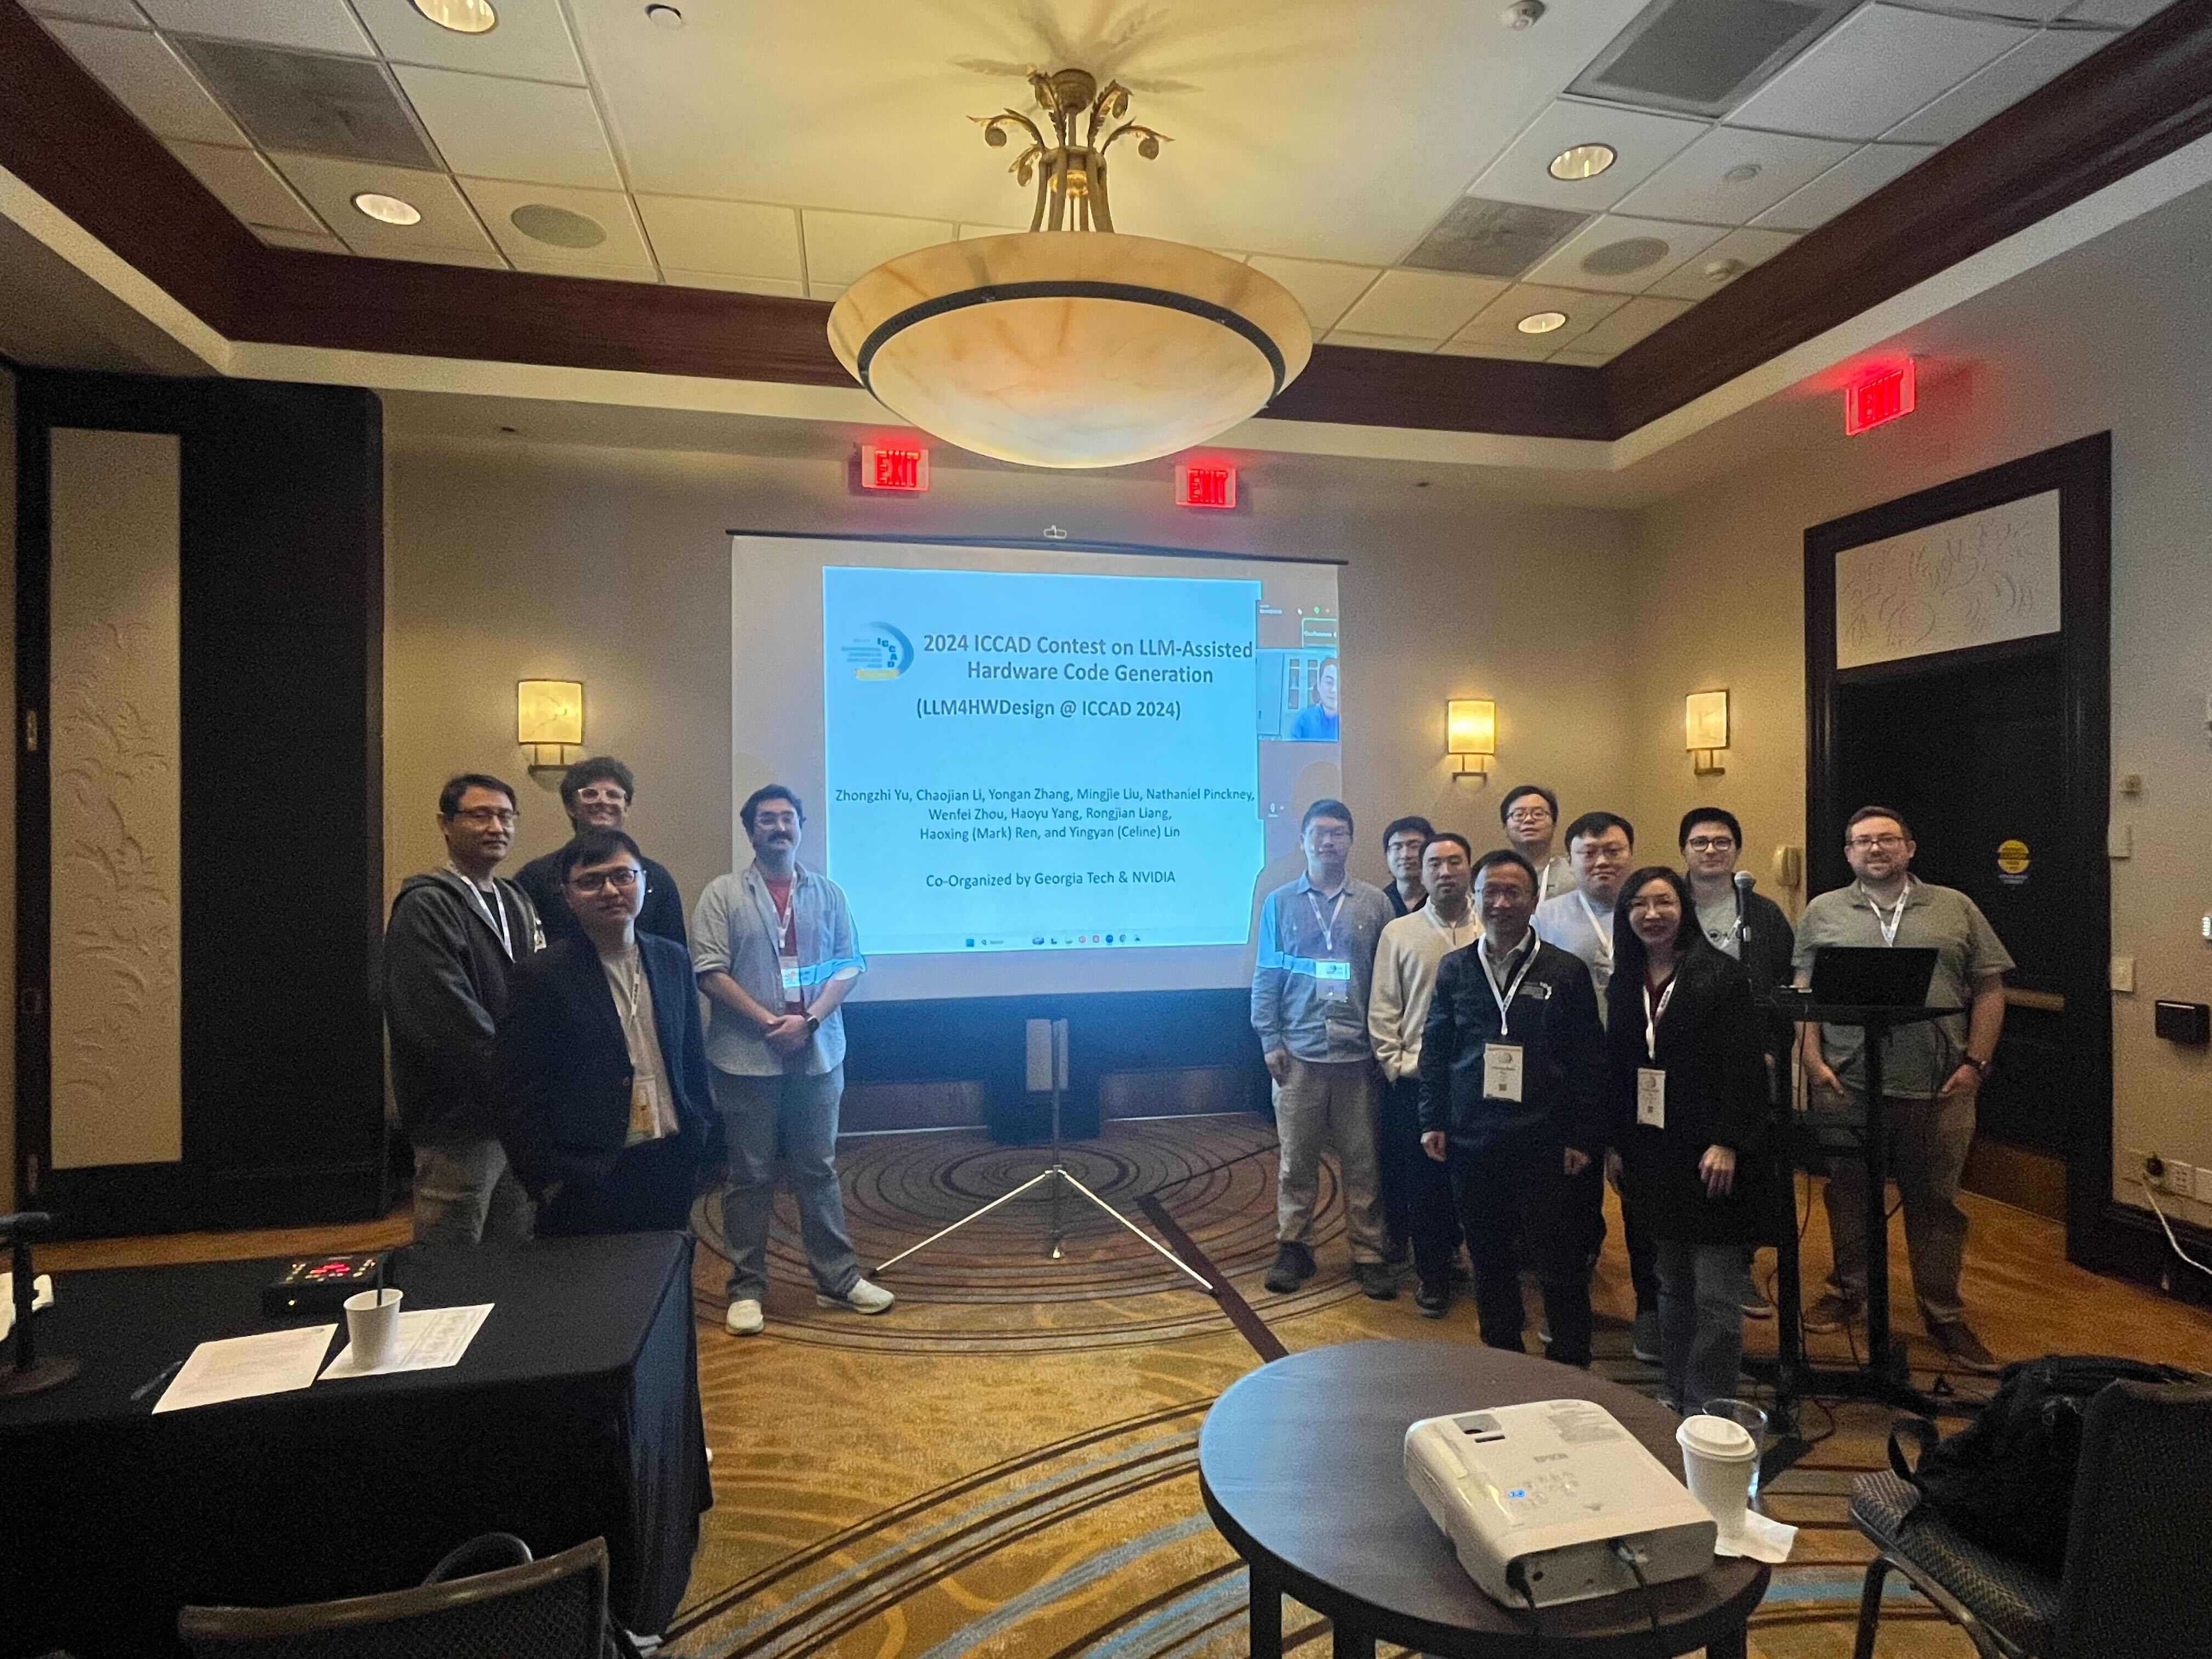 EXIT
EXIT
EXIT
ICCAD
2024 ICCAD Contest on LLM-Assisted
Hardware Code Generation
(LLM4HWDesign @ ICCAD 2024)
Zhongzhi Yu, Chaojian Li, Yongan Zhang, Mingjie Liu, Nathaniel Pinckney,
Wenfei Zhou, Haoyu Yang, Rongjian Liang,
Haoxing (Mark) Ren, and Yingyan (Celine) Lin
Co-Organized by Georgia Tech & NVIDIA
EPSON